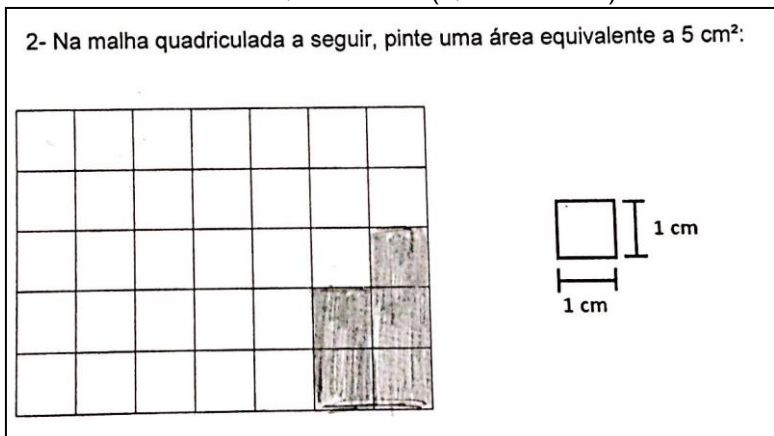 2- Na malha quadriculada a seguir, pinte uma área equivalente a 5 cm²:
1 cm
1 cm